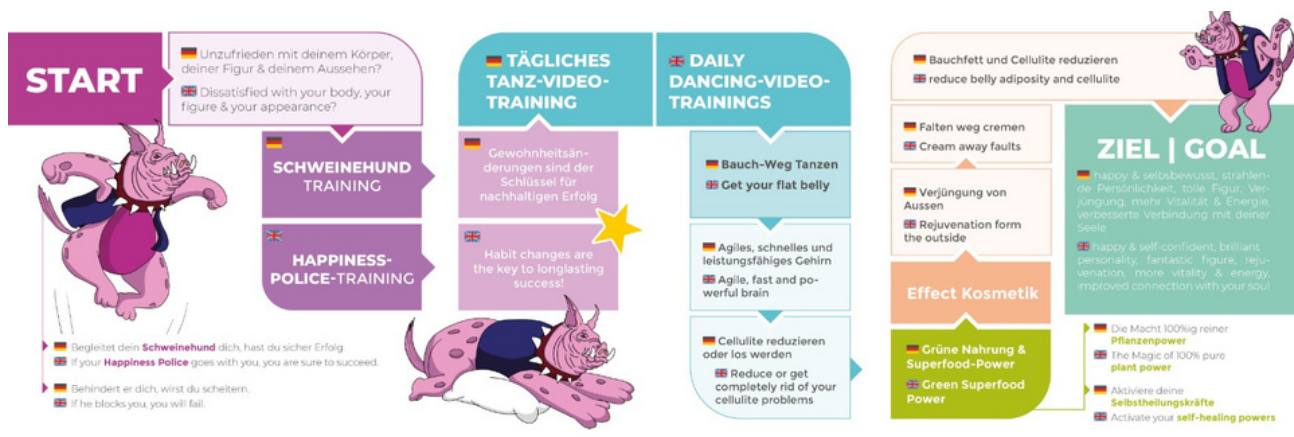 START
Unzufrieden mit deinem Körper,
deiner Figur & deinem Aussehen?
Dissatisfied with your body, your
figure & your appearance?
SCHWEINEHUND
TRAINING
HAPPINESS-
POLICE-TRAINING
Begleitet dein Schweinehund dich, hast du sicher Erfolg.
If your Happiness Police goes with you, you are sure to succeed.
Behindert er dich, wirst du scheitern.
If he blocks you, you will fail.
TÄGLICHES
TANZ-VIDEO-
TRAINING
Gewohnheitsän-
derungen sind der
Schlüssel für
nachhaltigen Erfolg
Habit changes are
the key to longlasting
success!
DAILY
DANCING-VIDEO-
TRAININGS
Bauch-Weg Tanzen
Get your flat belly
Agiles, schnelles und
leistungsfähiges Gehirn
Agile, fast and po-
werful brain
Cellulite reduzieren
oder los werden
Reduce or get
completely rid of your
cellulite problems
Grüne Nahrung &
Superfood-Power
Green Superfood
Power
Die Macht 100%ig reiner
Pflanzenpower
The Magic of 100% pure
plant power
Aktiviere deine
Selbstheilungskräfte
Activate your self-healing powers
Effect Kosmetik
Verjüngung von
Aussen
Rejuvenation form
the outside
Falten weg cremen
Cream away faults
Bauchfett und Cellulite reduzieren
reduce belly adiposity and cellulite
ZIEL | GOAL
happy & selbsbewusst, strahlen-
de Persönlichkeit, tolle Figur, Ver-
jüngung, mehr Vitalität & Energie,
verbesserte Verbindung mit deiner
Seele
happy & self-confident, brilliant
personality, fantastic figure, reju-
venation, more vitality & energy,
improved connection with your soul